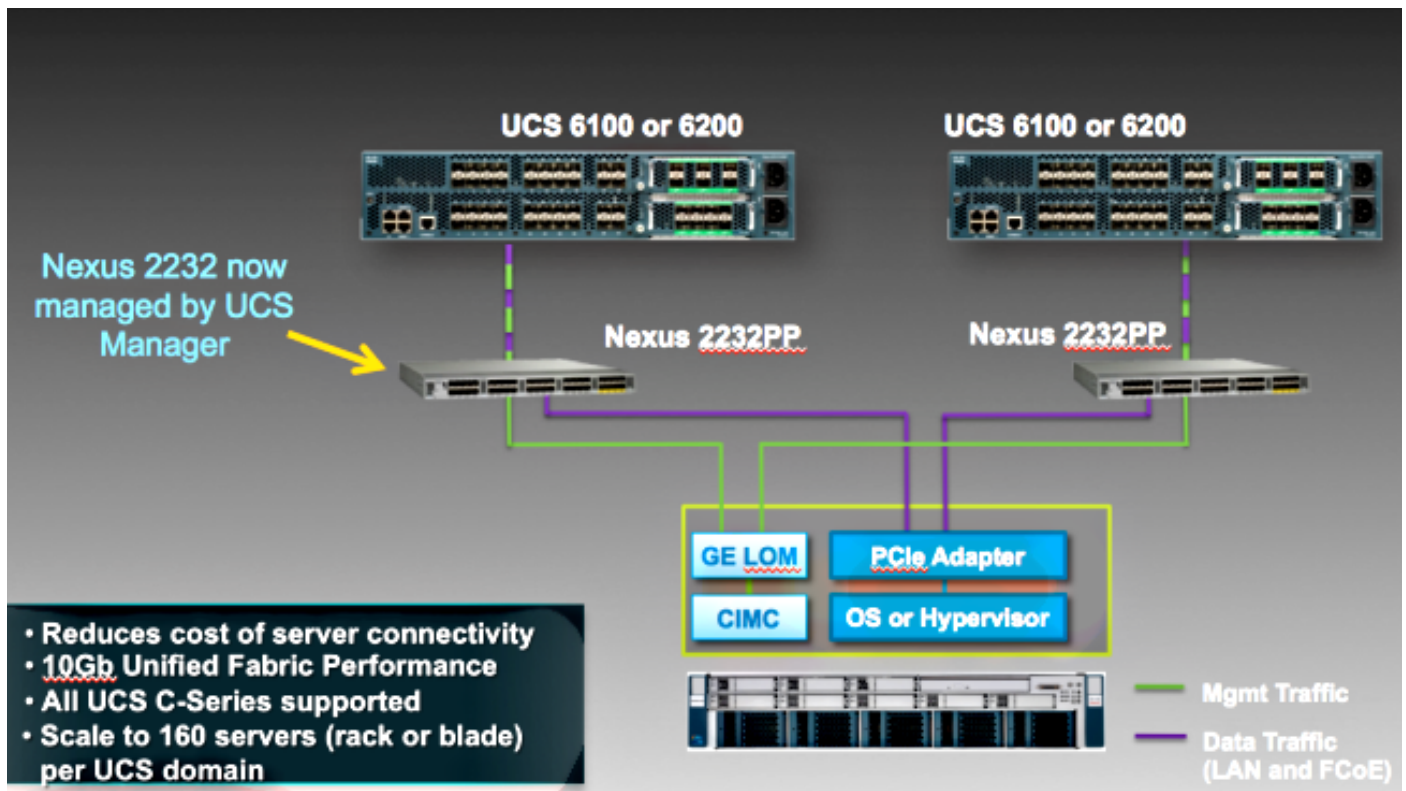 UCS 6100 or 6200
UCS 6100 or 6200
Nexus 2232 now
managed by UCS
Manager
Nexus 2232PP
Nexus 2232PP
GE LOM
PCIe Adapter
CIMC
OS or Hypervisor
• Reduces cost of server connectivity
• 10Gb Unified Fabric Performance
• All UCS C-Series supported
• Scale to 160 servers (rack or blade)
per UCS domain
Mgmt Traffic
Data Traffic
(LAN and FCoE)